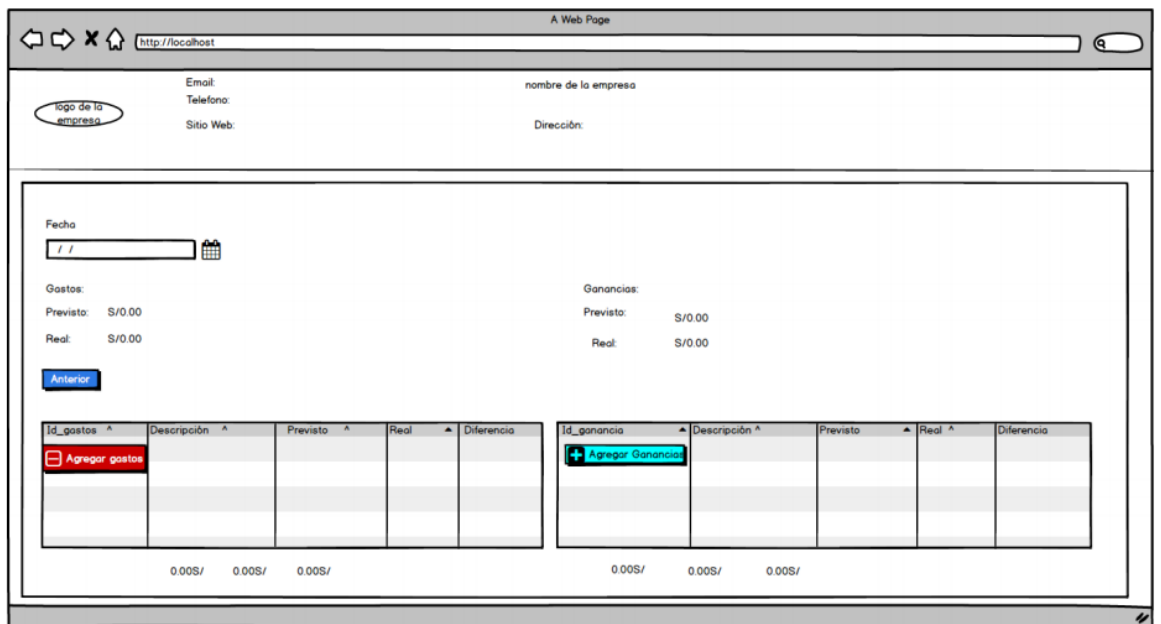 A Web Page
http://localhost
logo de la
empresa
Email:
Telefono:
Sitio Web:
nombre de la empresa
Dirección:
Fecha
/ /
Gastos:
Previsto: S/0.00
Real: S/0.00
Ganancias:
Previsto: S/0.00
Real: S/0.00
Anterior
Id_gastos ^ Descripción ^ Previsto ^ Real Diferencia
Agregar gastos
0.00S/ 0.00S/ 0.00S/
Id_ganancia Descripción ^ Previsto Real ^ Diferencia
Agregar Ganancias
0.00S/ 0.00S/ 0.00S/